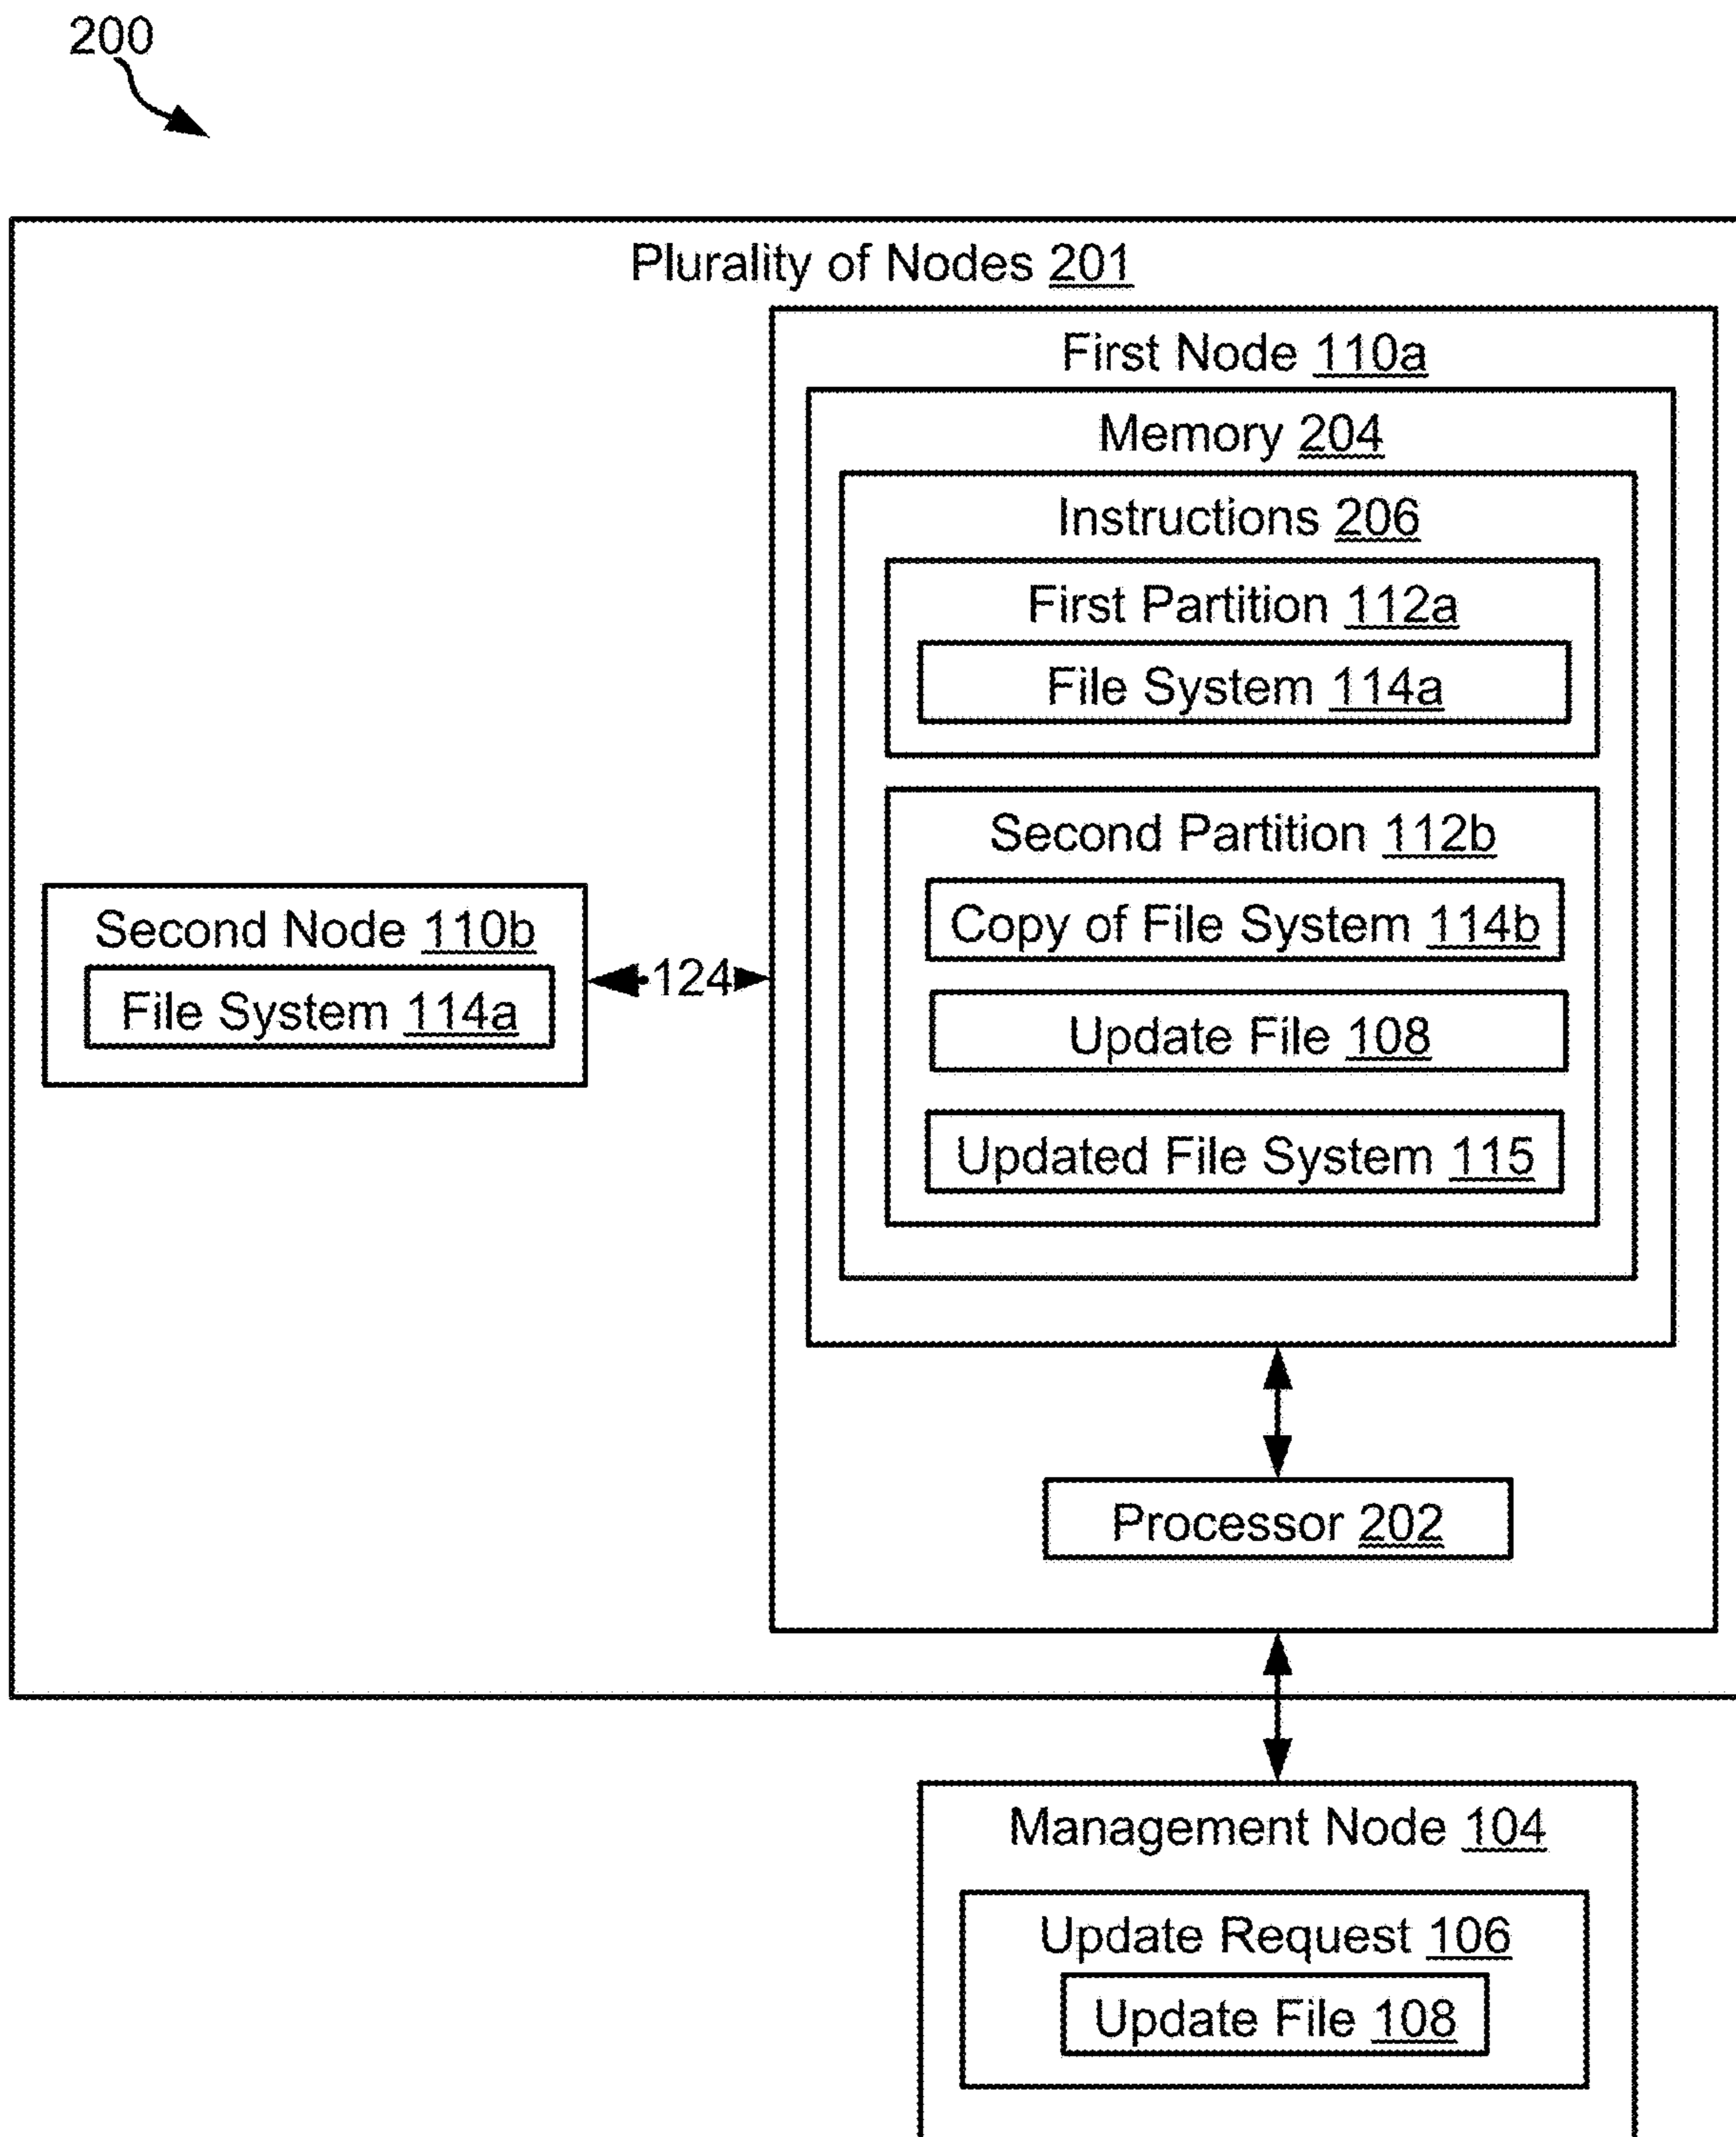 200
Plurality of Nodes 201
First Node 110a
Memory 204
Instructions 206
First Partition 112a
File System 114a
Second Partition 112b
Copy of File System 114b
Update File 108
Updated File System 115
Second Node 110b
File System 114a
124
Processor 202
Management Node 104
Update Request 106
Update File 108